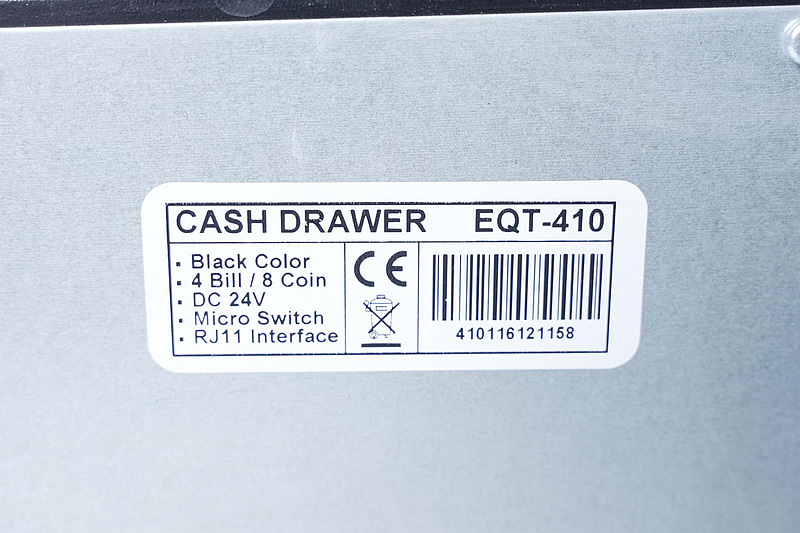 CASH DRAWER EQT-410
· Black Color
· 4 Bill / 8 Coin
· DC 24V
· Micro Switch
· RJ11 Interface
CE
410116121158